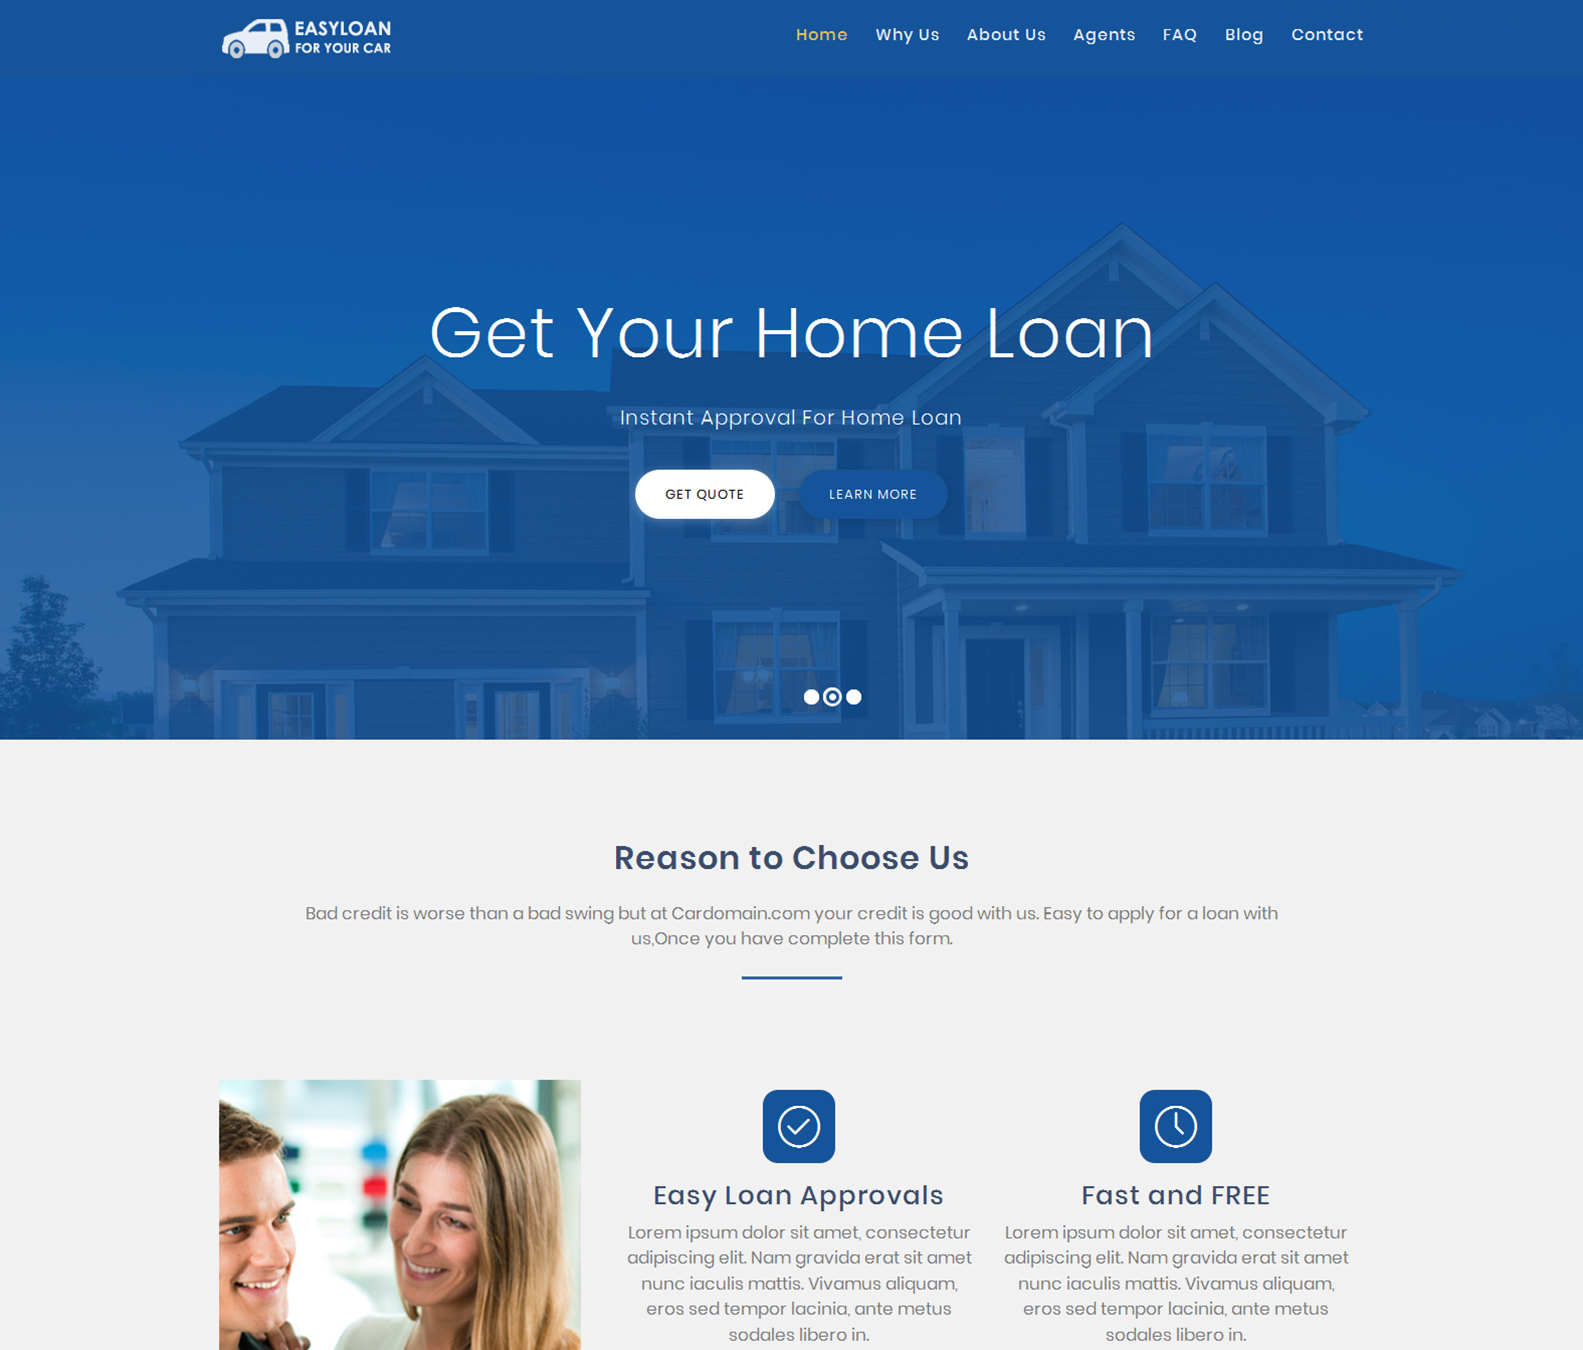 EASYLOAN
FOR YOUR CAR
Home Why Us About Us Agents FAQ Blog Contact
Get Your Home Loan
Instant Approval For Home Loan
GET QUOTE LEARN MORE
Reason to Choose Us
Bad credit is worse than a bad swing but at Cardomain.com your credit is good with us. Easy to apply for a loan with
us,Once you have complete this form.
Easy Loan Approvals
Lorem ipsum dolor sit amet, consectetur
adipiscing elit. Nam gravida erat sit amet
nunc iaculis mattis. Vivamus aliquam,
eros sed tempor lacinia, ante metus
sodales libero in.
Fast and FREE
Lorem ipsum dolor sit amet, consectetur
adipiscing elit. Nam gravida erat sit amet
nunc iaculis mattis. Vivamus aliquam,
eros sed tempor lacinia, ante metus
sodales libero in.